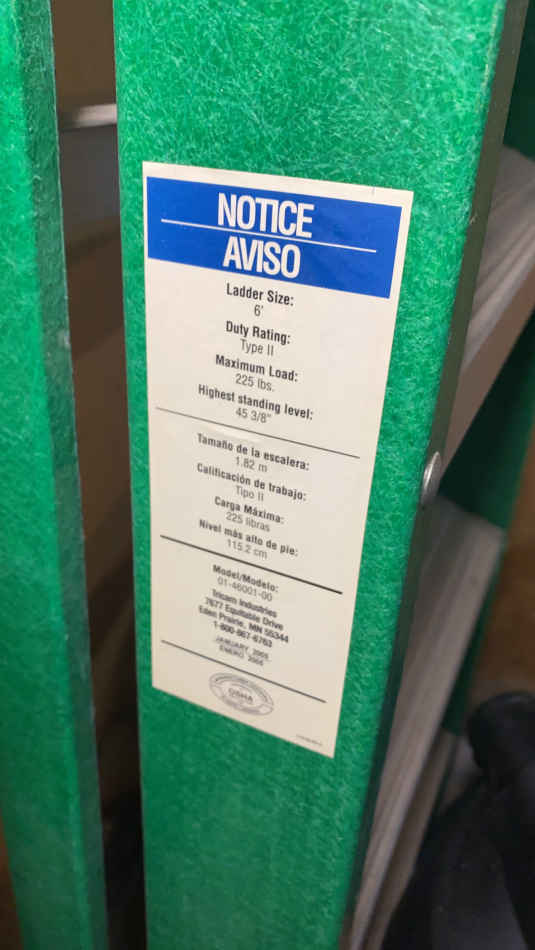 NOTICE
AVISO
Ladder Size:
6'
Duty Rating:
Type II
Maximum Load:
225 lbs.
Highest standing level:
45 3/8"
Tamaño de la escalera:
1.82 m
Calificación de trabajo:
Tipo II
Carga Máxima:
225 libras
Nivel más alto de pie:
115.2 cm
Model/Modelo:
01-46001-00
Tricam Industries
7677 Equitable Drive
Eden Prairie, MN 55344
1-800-867-6763
JANUARY 2005
ENERO 2005
OSHA